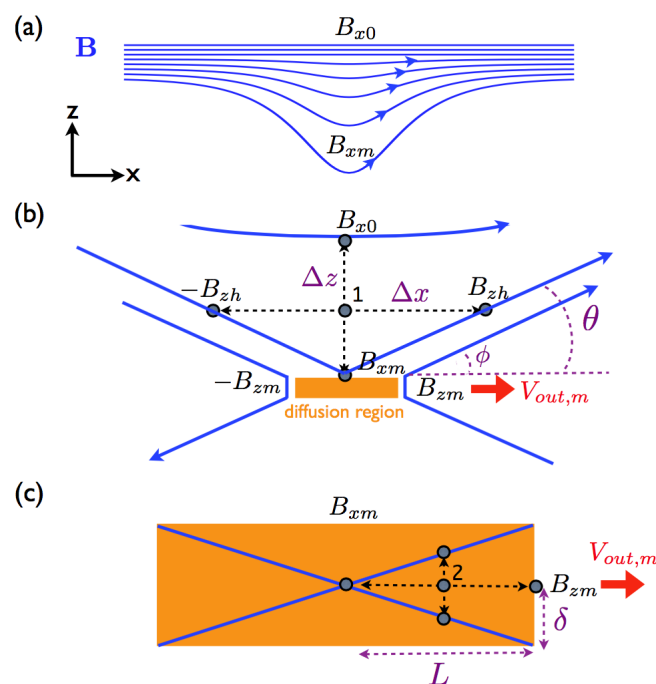 (a)
B_{x0}
B
z
B_{xm}
x
(b)
B_{x0}
Δz
-B_{zh}
1
Δx
B_{zh}
θ
ϕ
B_{xm}
-B_{zm}
B_{zm}
V_{out,m}
diffusion region
(c)
B_{xm}
V_{out,m}
2
B_{zm}
δ
L